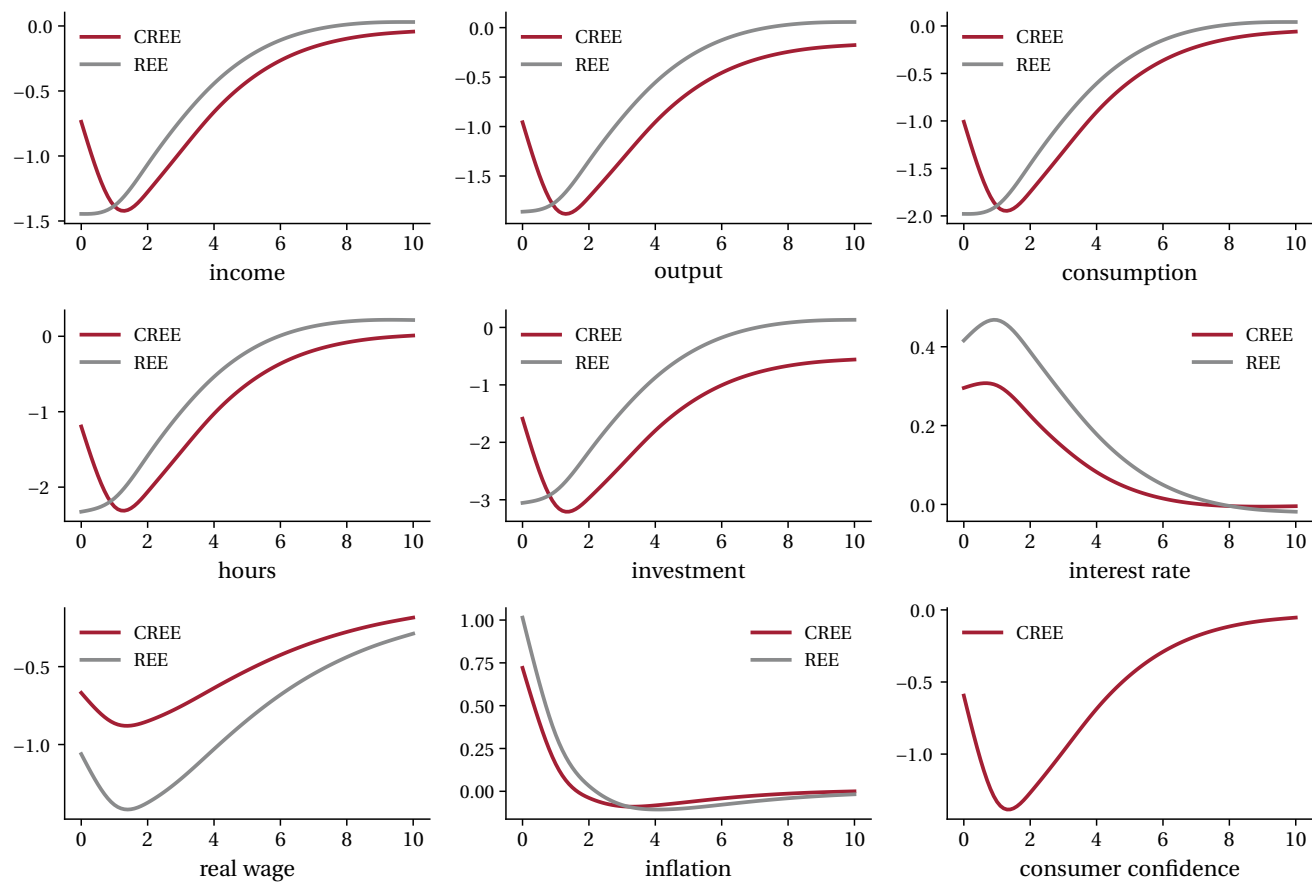 0.0
−0.5
−1.0
−1.5
CREE
REE
0 2 4 6 8 10
income
0.0
−0.5
−1.0
−1.5
CREE
REE
0 2 4 6 8 10
output
0.0
−0.5
−1.0
−1.5
−2.0
CREE
REE
0 2 4 6 8 10
consumption
0
−1
−2
CREE
REE
0 2 4 6 8 10
hours
0
−1
−2
−3
CREE
REE
0 2 4 6 8 10
investment
0.4
0.2
0.0
CREE
REE
0 2 4 6 8 10
interest rate
−0.5
−1.0
CREE
REE
0 2 4 6 8 10
real wage
1.00
0.75
0.50
0.25
0.00
CREE
REE
0 2 4 6 8 10
inflation
0.0
−0.5
−1.0
CREE
0 2 4 6 8 10
consumer confidence